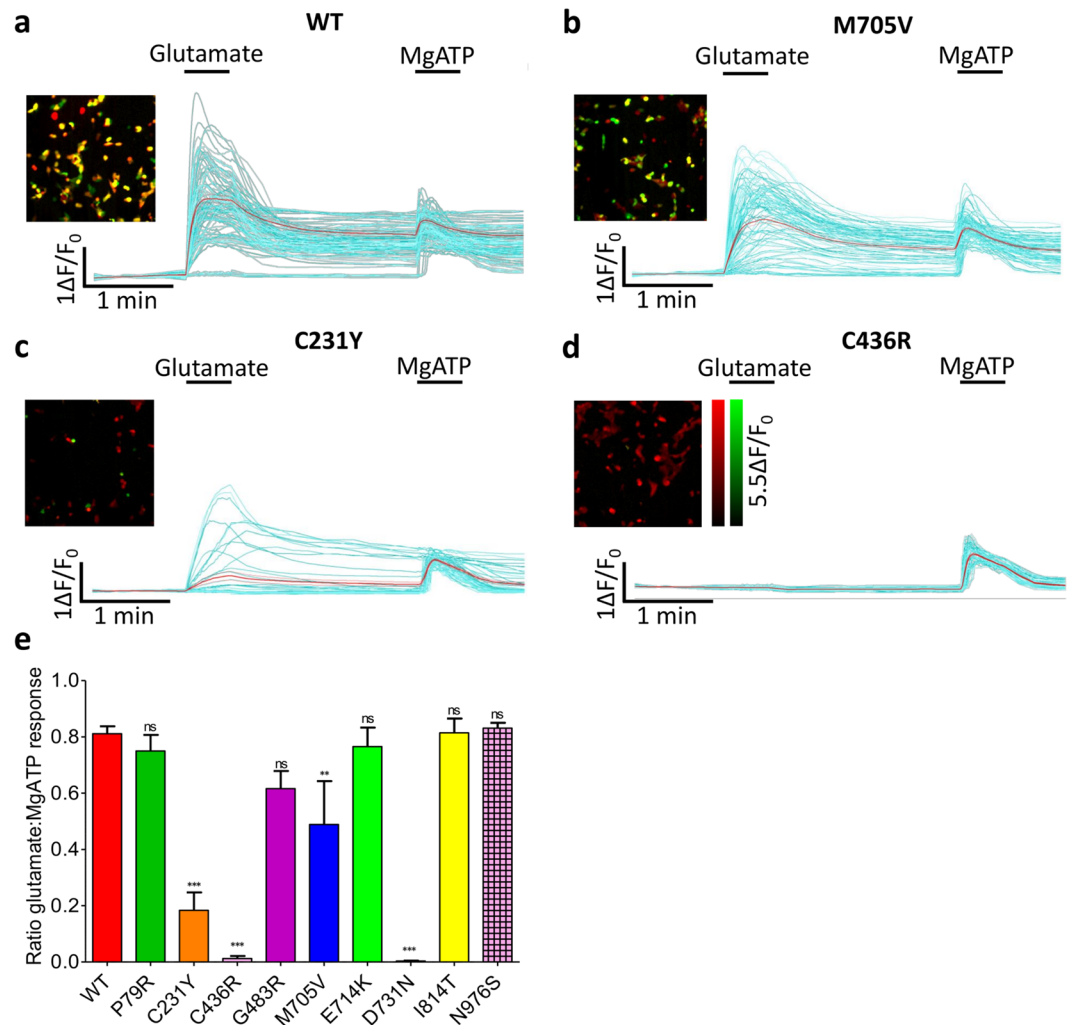 a
WT
Glutamate
MgATP
1ΔF/F0
1 min
b
M705V
Glutamate
MgATP
1ΔF/F0
1 min
c
C231Y
Glutamate
MgATP
1ΔF/F0
1 min
d
C436R
Glutamate
MgATP
5.5ΔF/F0
1ΔF/F0
1 min
e
Ratio glutamate:MgATP response
1.0
0.8
0.6
0.4
0.2
0.0
ns
***
***
ns
**
ns
***
ns
ns
WT
P79R
C231Y
C436R
G483R
M705V
E714K
D731N
I814T
N976S